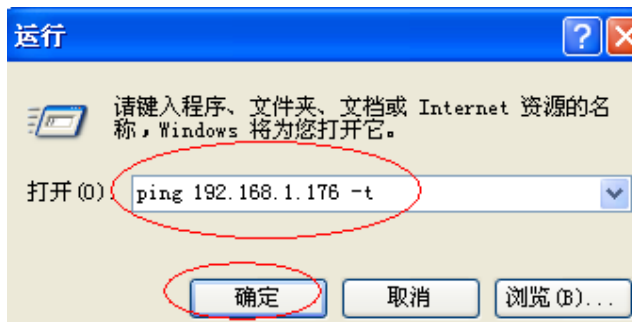 运行
请键入程序、文件夹、文档或 Internet 资源的名
称,Windows 将为您打开它。
打开(O):
ping 192.168.1.176 -t
确定
取消
浏览(B)...